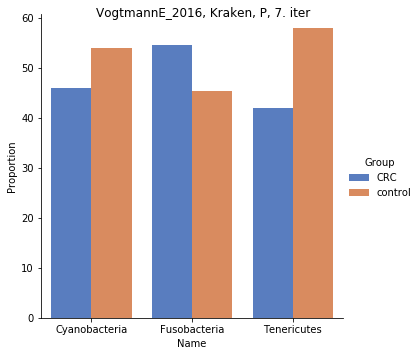 VogtmannE_2016, Kraken, P, 7. iter
60
50
40
30
20
10
0
Proportion
Cyanobacteria Fusobacteria Tenericutes
Name
Group
CRC
control